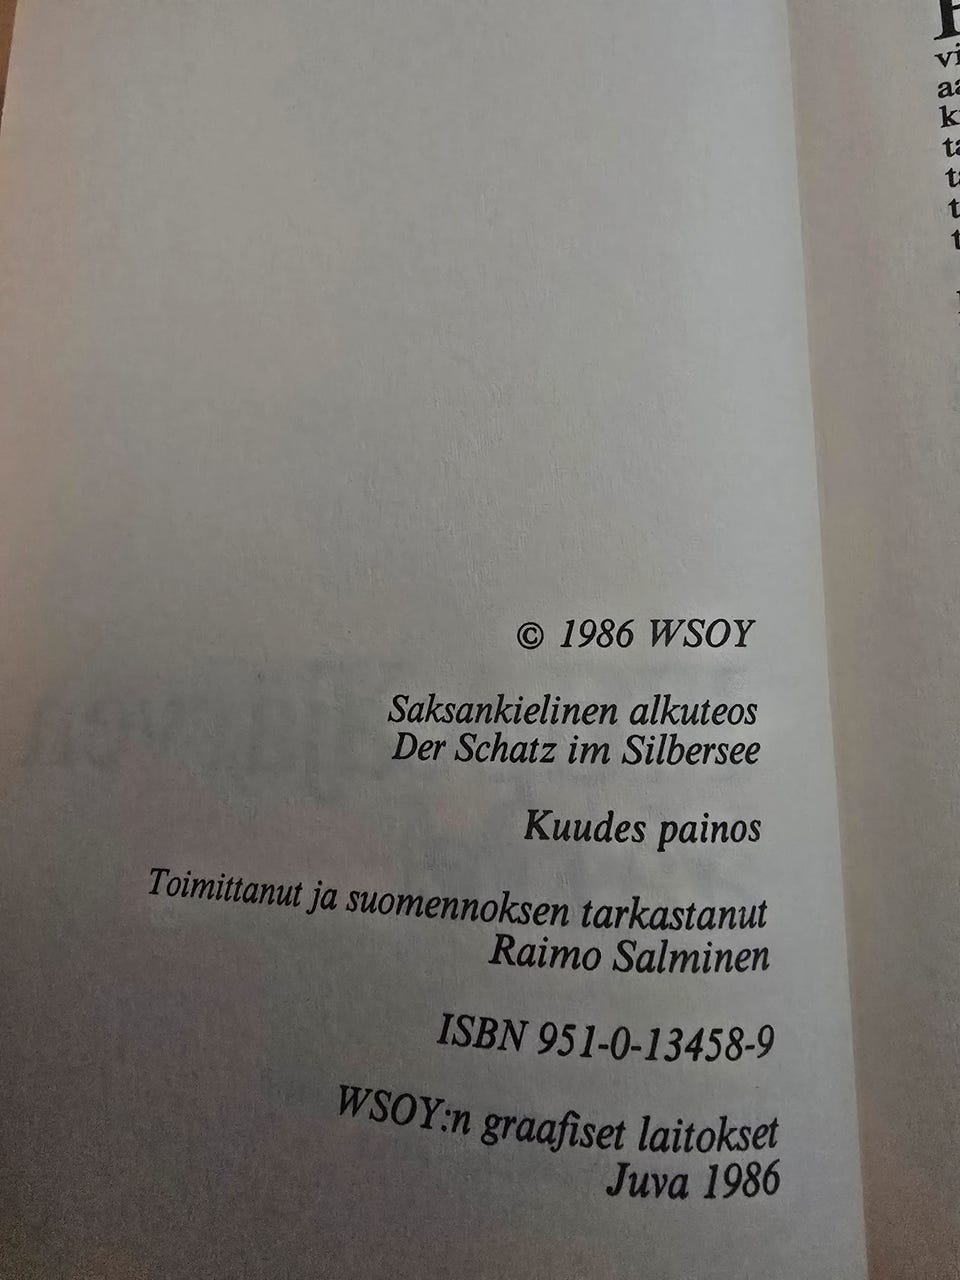 © 1986 WSOY
Saksankielinen alkuteos
Der Schatz im Silbersee
Kuudes painos
Toimittanut ja suomennoksen tarkastanut
Raimo Salminen
ISBN 951-0-13458-9
WSOY:n graafiset laitokset
Juva 1986